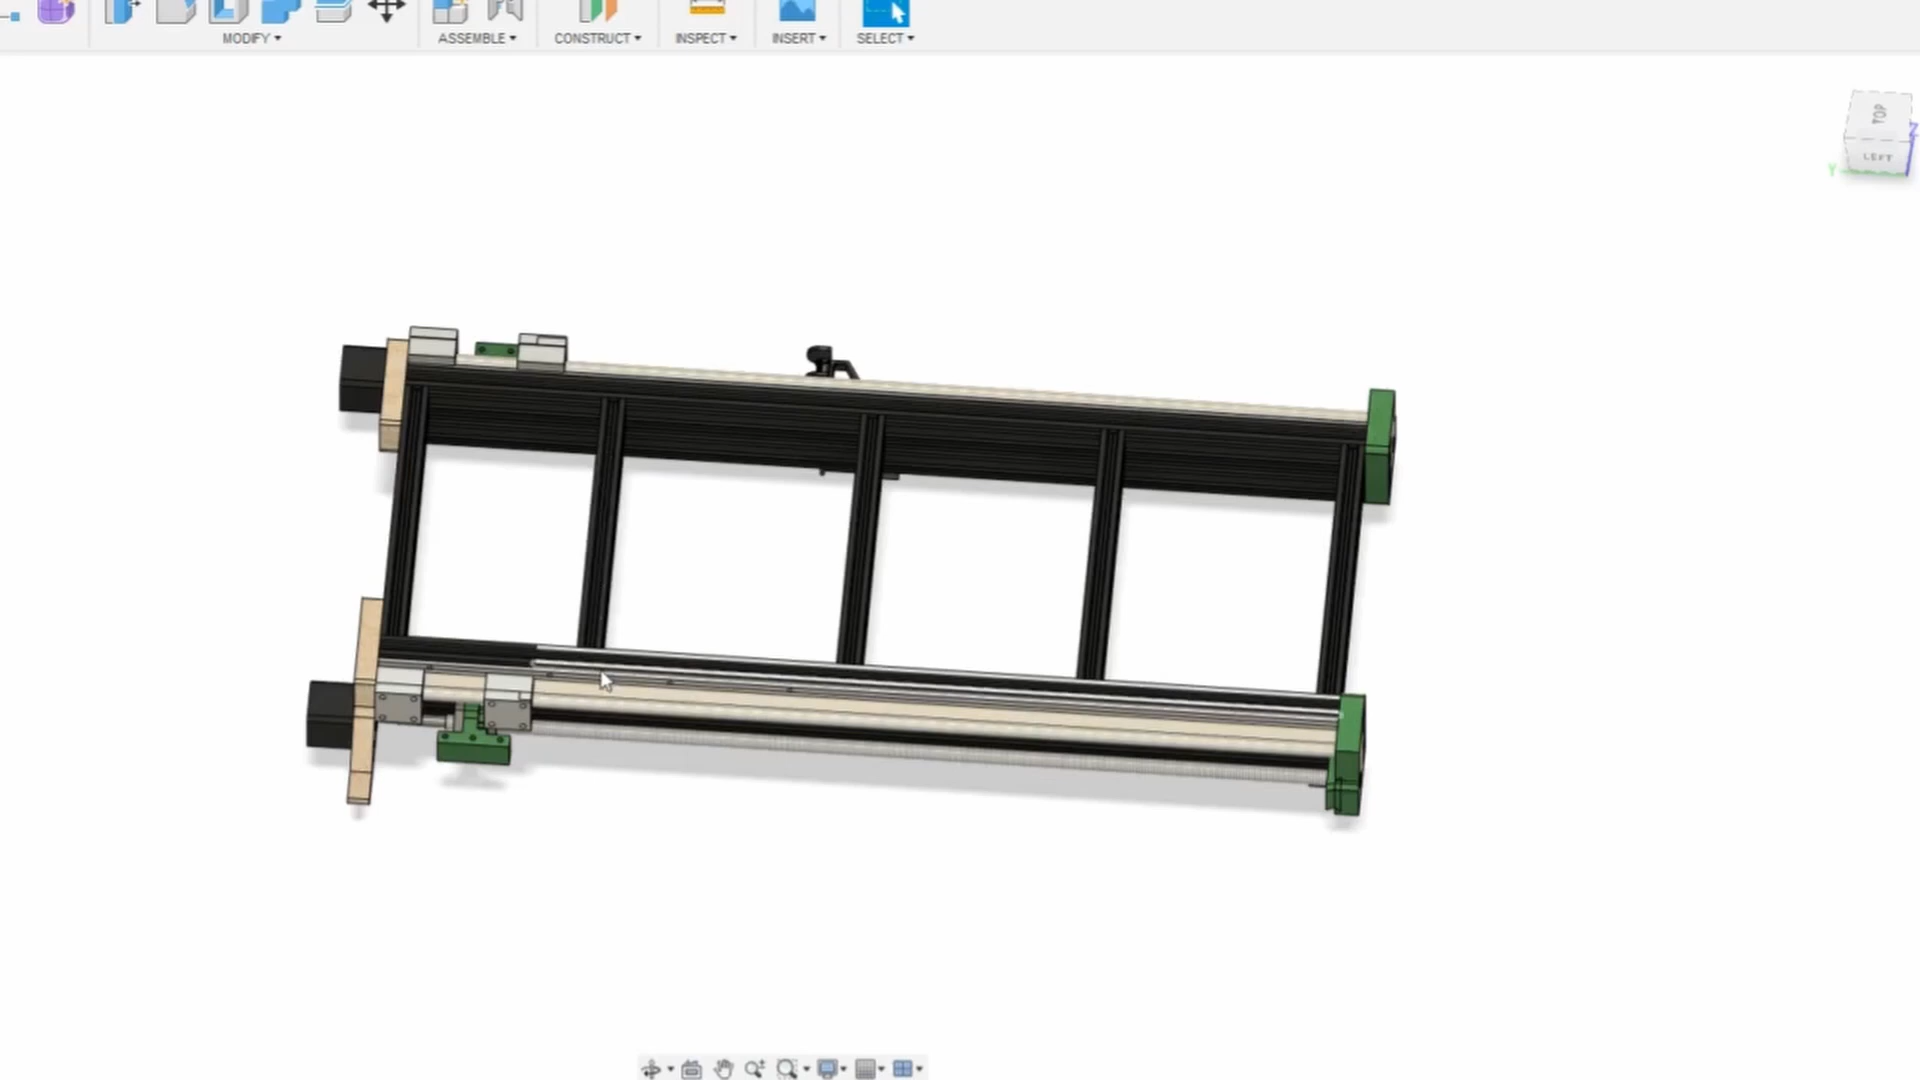 MODIFY ASSEMBLE CONSTRUCT INSPECT INSERT SELECT
TOP
Z
LEFT
Y